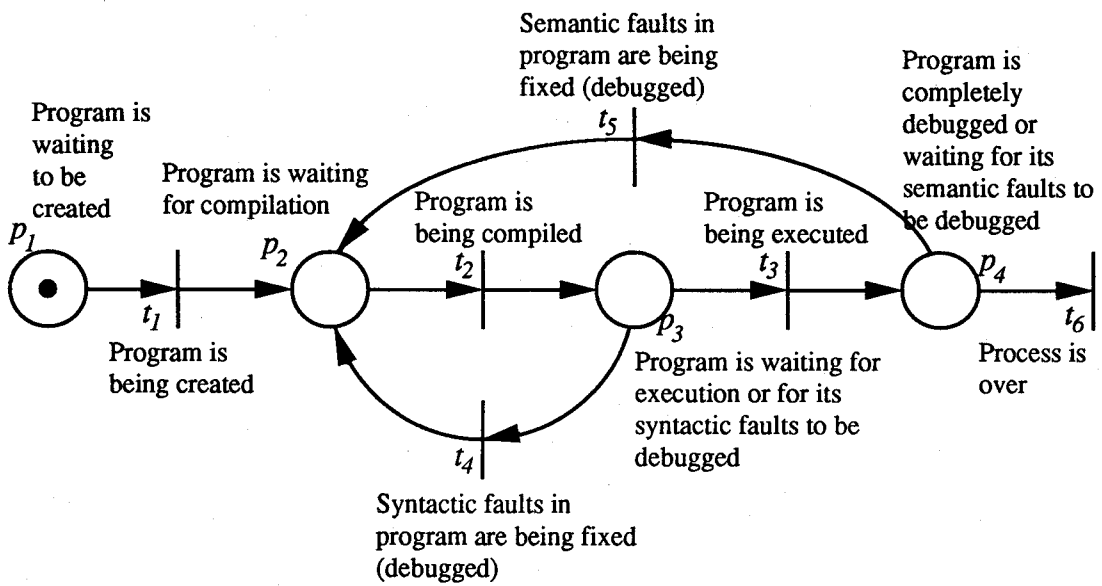 Semantic faults in
program are being
fixed (debugged)
Program is
completely
debugged or
waiting for its
semantic faults to
be debugged
Program is
waiting
to be
created
t5
Program is waiting
for compilation
Program is
being compiled
Program is
being executed
p1
p2
t2
t3
p4
t1
p3
t6
Program is
being created
Program is waiting for
execution or for its
syntactic faults to be
debugged
Process is
over
t4
Syntactic faults in
program are being fixed
(debugged)